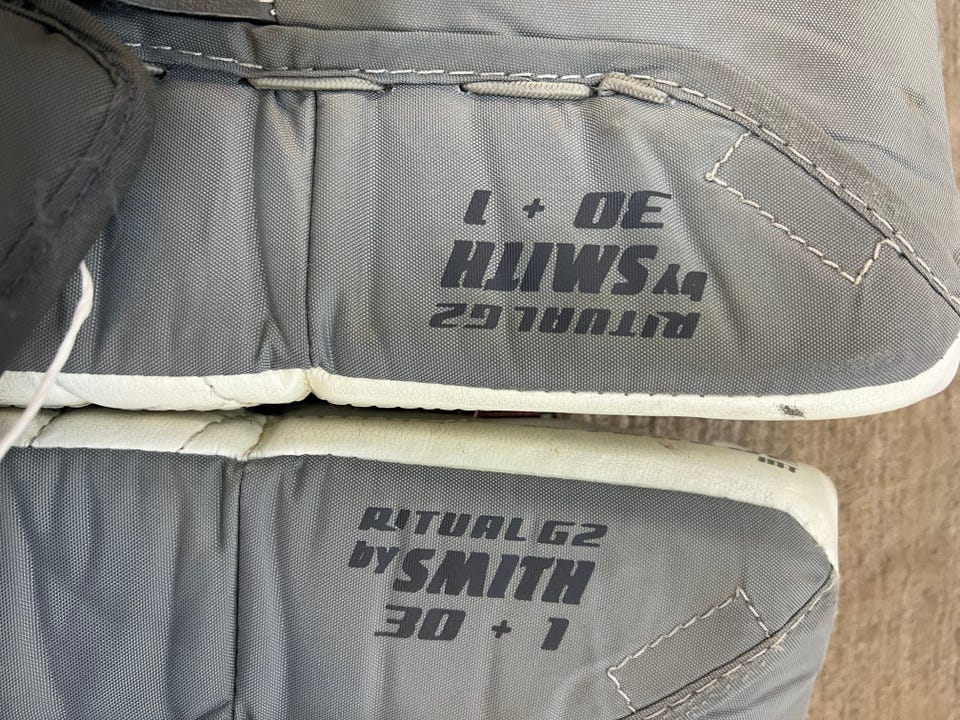 RITUAL G2
by SMITH
30 + 1
RITUAL G2
by SMITH
30 + 1